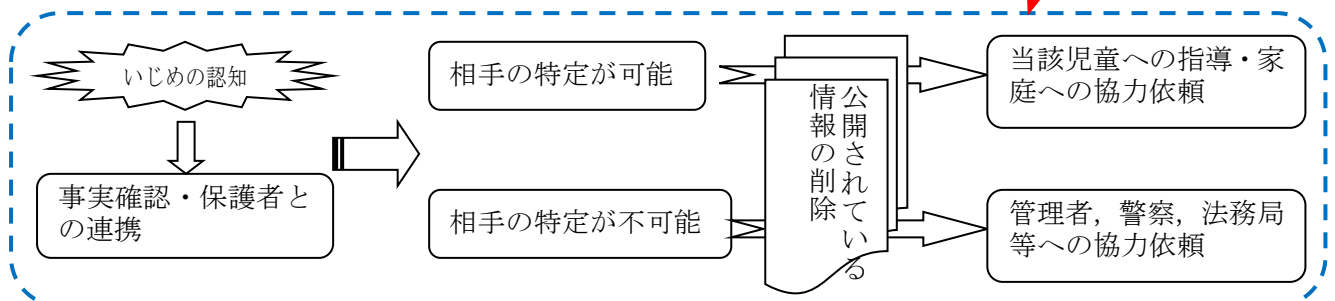 いじめの認知
事実確認・保護者と
の連携
相手の特定が可能
相手の特定が不可能
公開されている
情報の削除
当該児童への指導・家
庭への協力依頼
管理者，警察，法務局
等への協力依頼